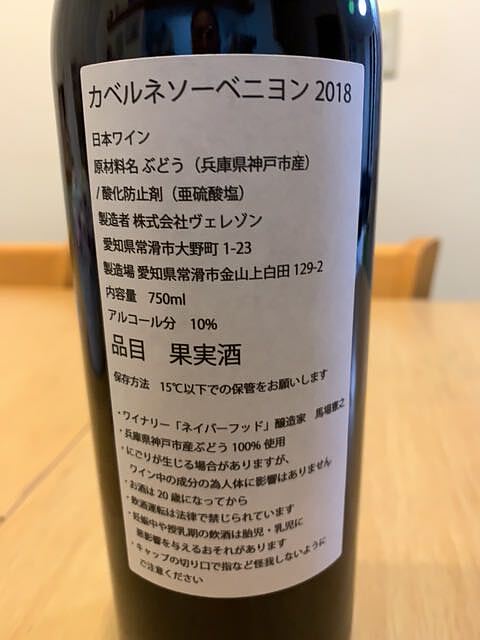 カベルネソーベニヨン 2018
日本ワイン
原材料名 ぶどう（兵庫県神戸市産）
/ 酸化防止剤（亜硫酸塩）
製造者 株式会社ヴェレゾン
愛知県常滑市大野町 1-23
製造場 愛知県常滑市金山上白田 129-2
内容量 750ml
アルコール分 10%
品目 果実酒
保存方法 15℃以下での保管をお願いします
・ワイナリー「ネイバーフッド」醸造家 馬場憲之
・兵庫県神戸市産ぶどう 100% 使用
・にごりが生じる場合がありますが、
ワイン中の成分の為人体に影響はありません
・お酒は 20 歳になってから
・飲酒運転は法律で禁じられています
・妊娠中や授乳期の飲酒は胎児・乳児に
悪影響を与えるおそれがあります
・キャップの切り口で指など怪我しないように
ご注意ください